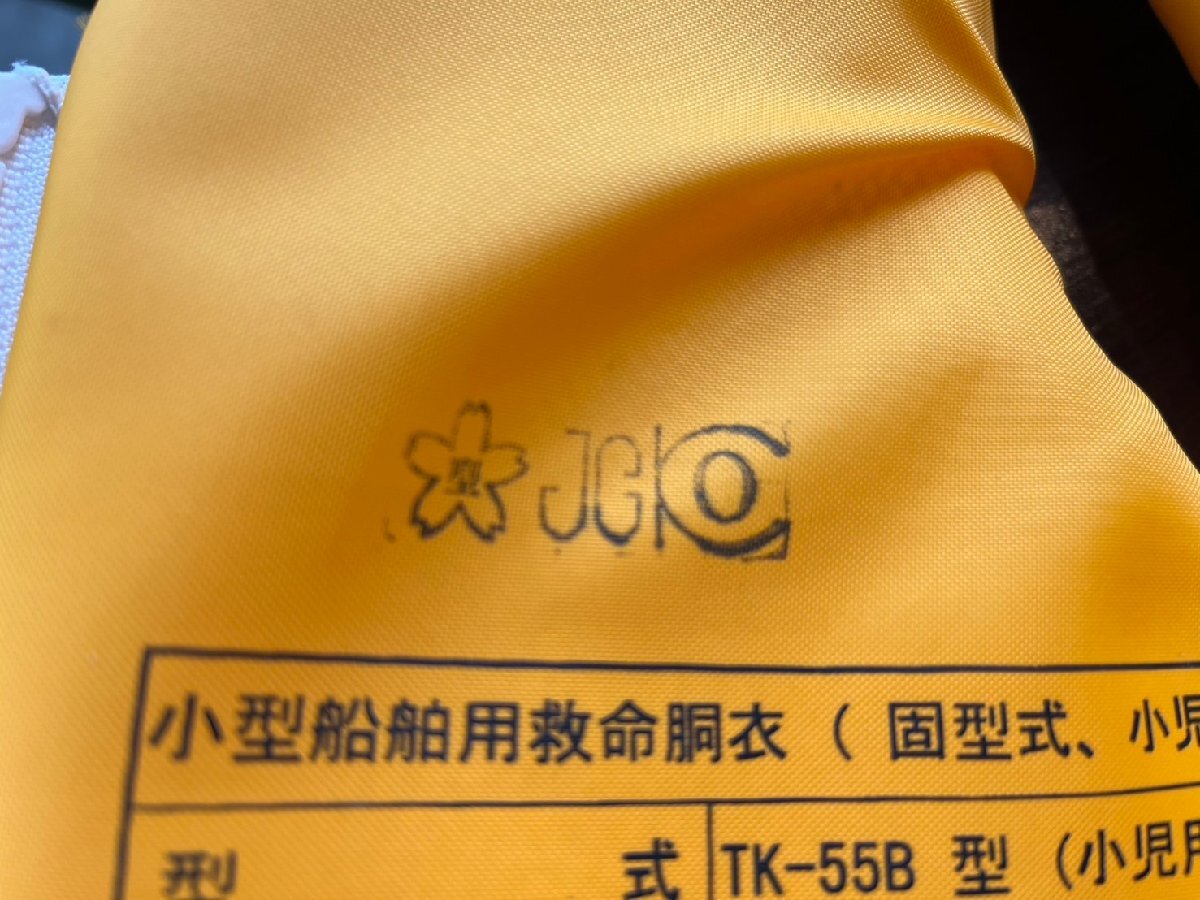 型 JCI
小型船舶用救命胴衣（ 固型式、小児
型 式 TK-55B 型 （小児用